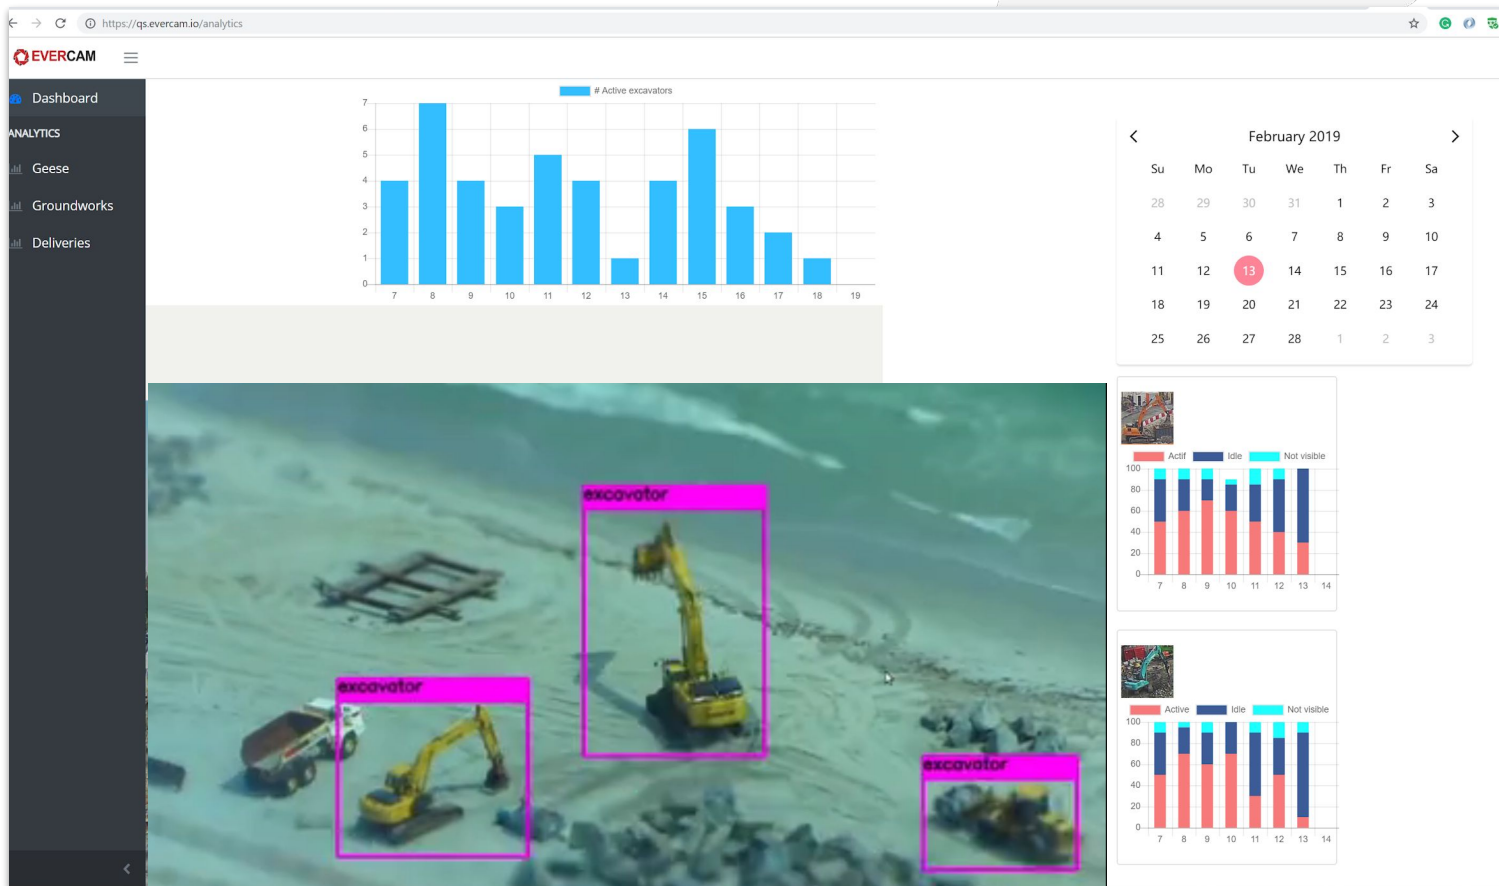 https://qs.evercam.io/analytics
EVERCAM
Dashboard
ANALYTICS
Geese
Groundworks
Deliveries
# Active excavators
7
6
5
4
3
2
1
0
7 8 9 10 11 12 13 14 15 16 17 18 19
February 2019
Su Mo Tu We Th Fr Sa
28 29 30 31 1 2 3
4 5 6 7 8 9 10
11 12 13 14 15 16 17
18 19 20 21 22 23 24
25 26 27 28 1 2 3
excavator
excavator
excavator
Actif Idle Not visible
100
80
60
40
20
0
7 8 9 10 11 12 13 14
Active Idle Not visible
100
80
60
40
20
0
7 8 9 10 11 12 13 14